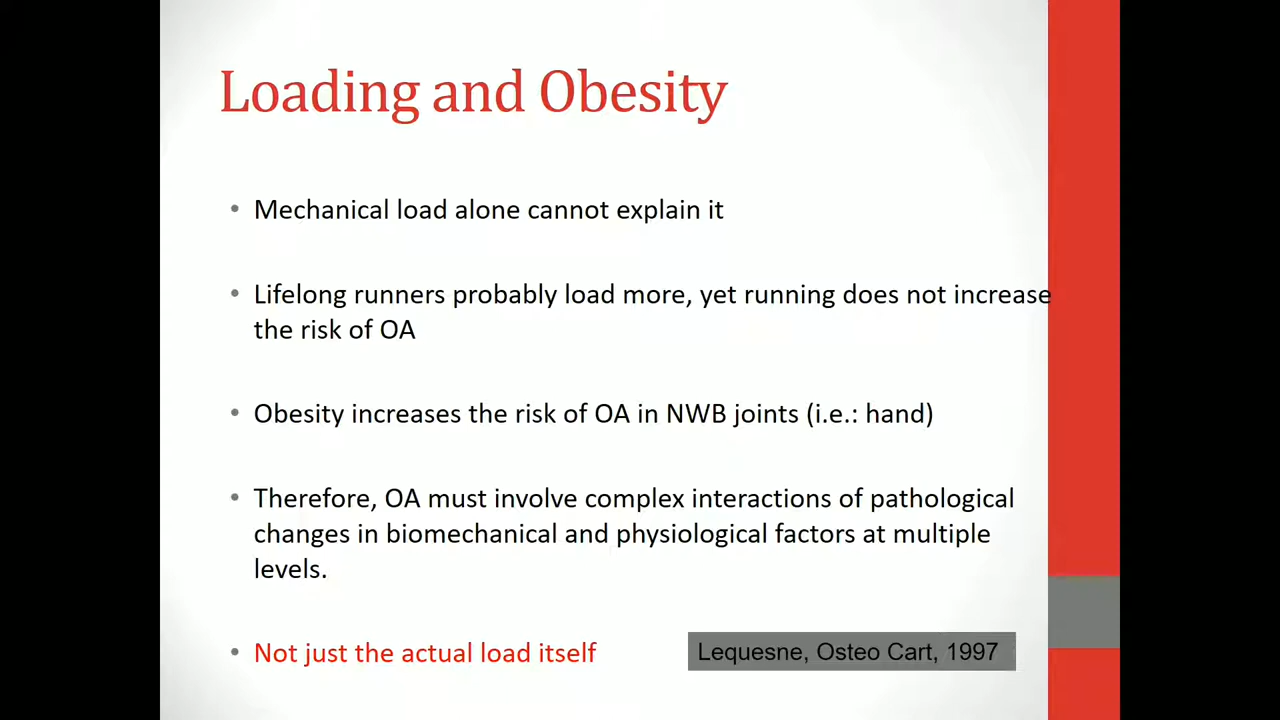 Loading and Obesity
• Mechanical load alone cannot explain it
• Lifelong runners probably load more, yet running does not increase
the risk of OA
• Obesity increases the risk of OA in NWB joints (i.e.: hand)
• Therefore, OA must involve complex interactions of pathological
changes in biomechanical and physiological factors at multiple
levels.
• Not just the actual load itself
Lequesne, Osteo Cart, 1997